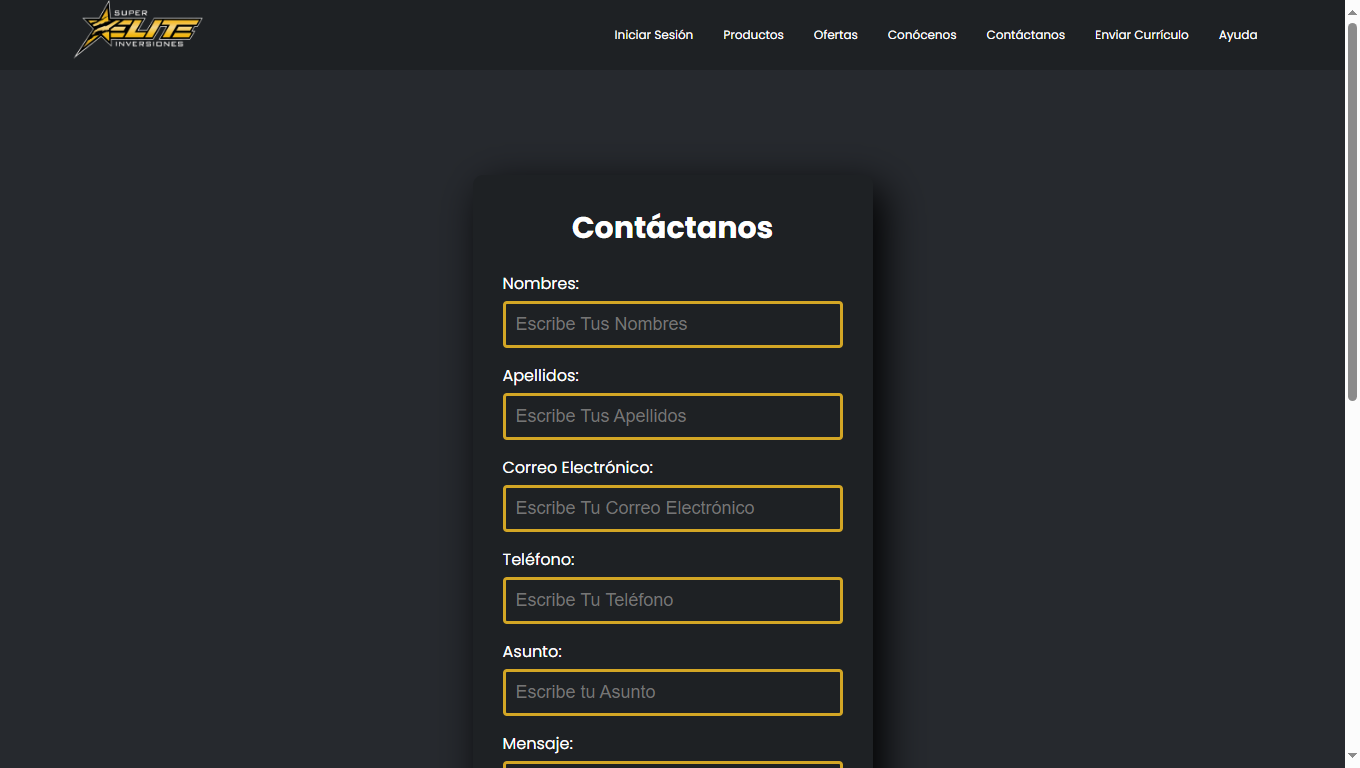 SUPER
ELITE
INVERSIONES
Iniciar Sesión Productos Ofertas Conócenos Contáctanos Enviar Currículo Ayuda
Contáctanos
Nombres:
Escribe Tus Nombres
Apellidos:
Escribe Tus Apellidos
Correo Electrónico:
Escribe Tu Correo Electrónico
Teléfono:
Escribe Tu Teléfono
Asunto:
Escribe tu Asunto
Mensaje: